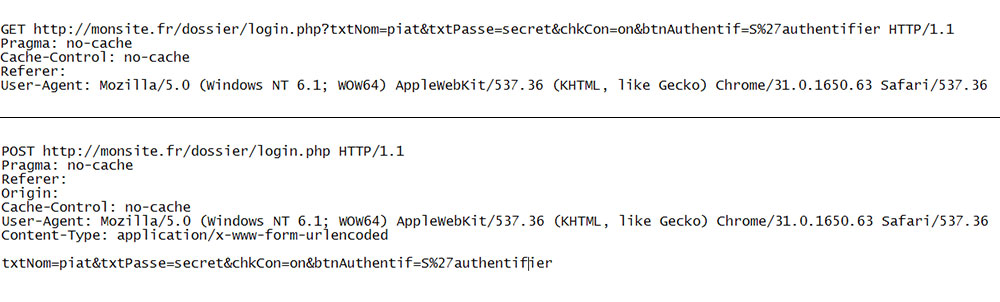 GET http://monsite.fr/dossier/login.php?txtNom=piat&txtPasse=secret&chkCon=on&btnAuthentif=S%27authentifier HTTP/1.1
Pragma: no-cache
Cache-Control: no-cache
Referer:
User-Agent: Mozilla/5.0 (Windows NT 6.1; WOW64) AppleWebKit/537.36 (KHTML, like Gecko) Chrome/31.0.1650.63 Safari/537.36
POST http://monsite.fr/dossier/login.php HTTP/1.1
Pragma: no-cache
Referer:
Origin:
Cache-Control: no-cache
User-Agent: Mozilla/5.0 (Windows NT 6.1; WOW64) AppleWebKit/537.36 (KHTML, like Gecko) Chrome/31.0.1650.63 Safari/537.36
Content-Type: application/x-www-form-urlencoded
txtNom=piat&txtPasse=secret&chkCon=on&btnAuthentif=S%27authentifier